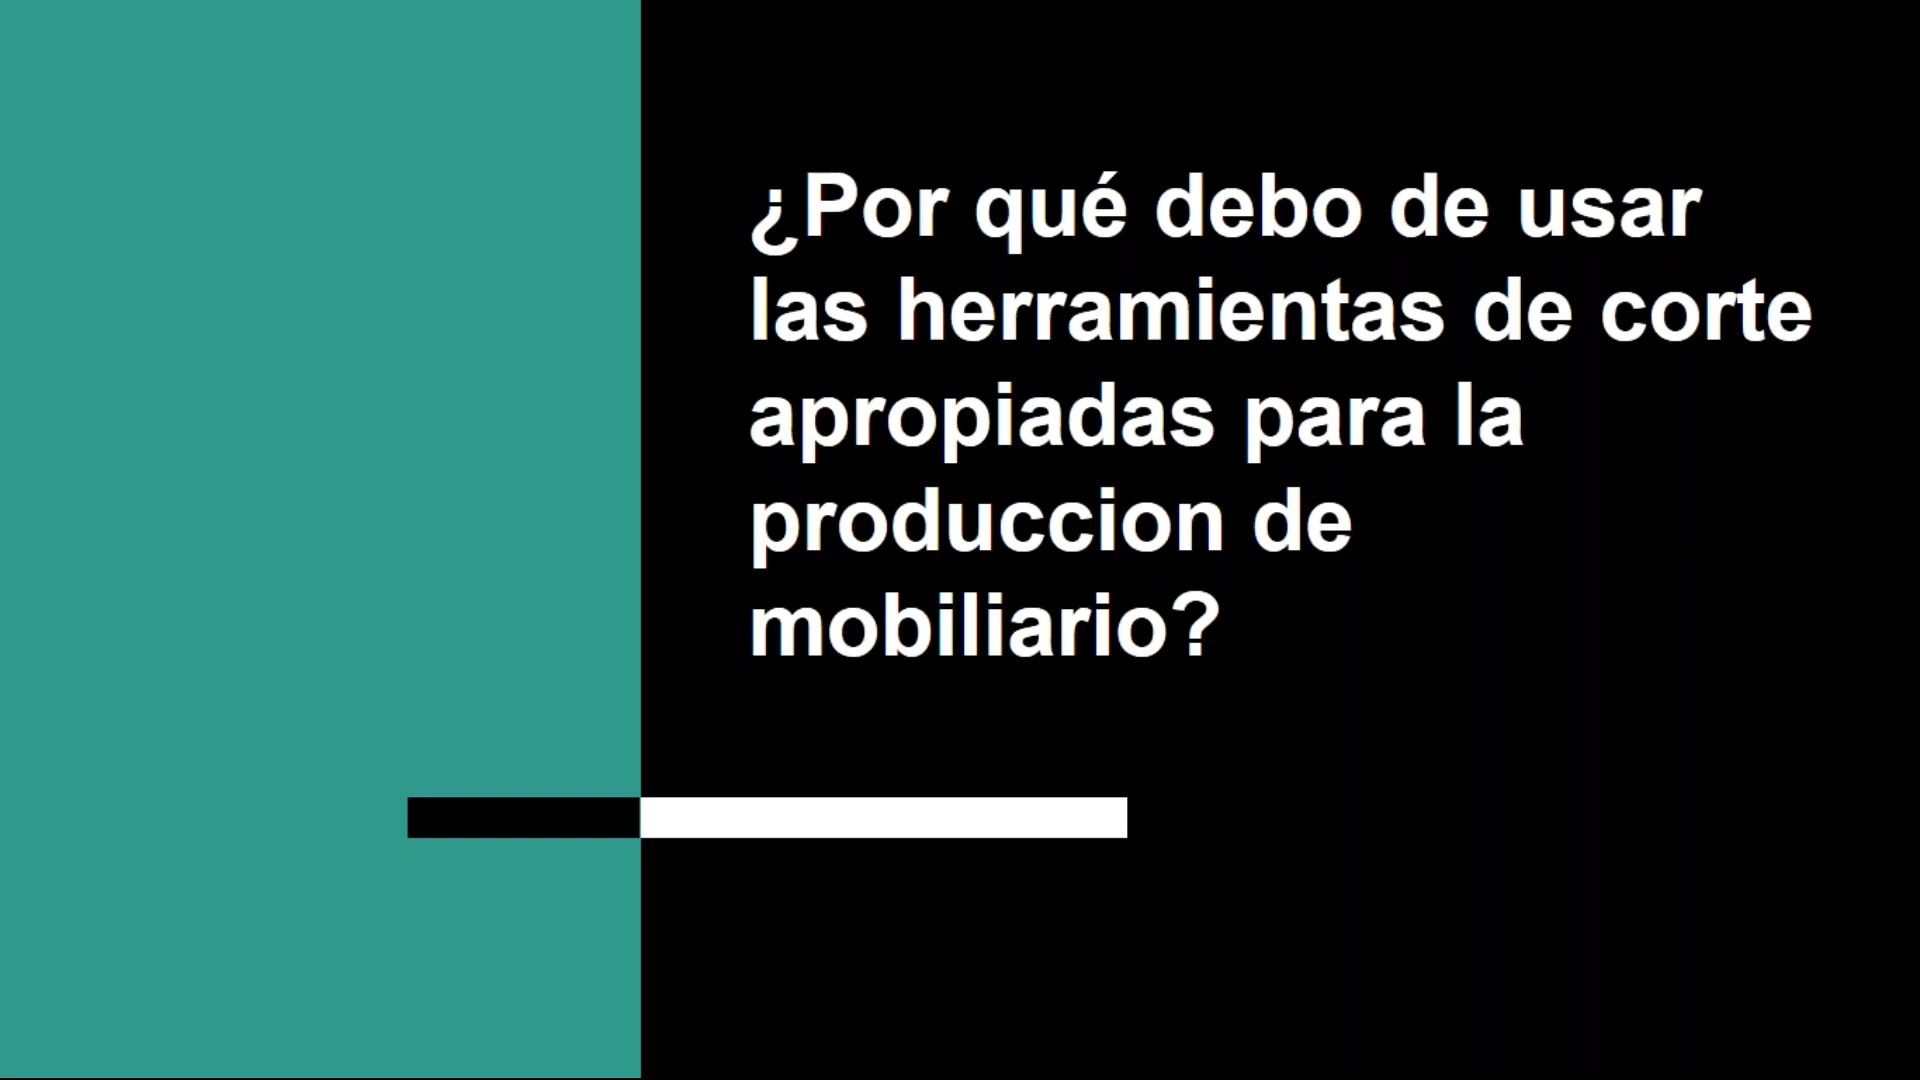 ¿Por qué debo de usar
las herramientas de corte
apropiadas para la
produccion de
mobiliario?